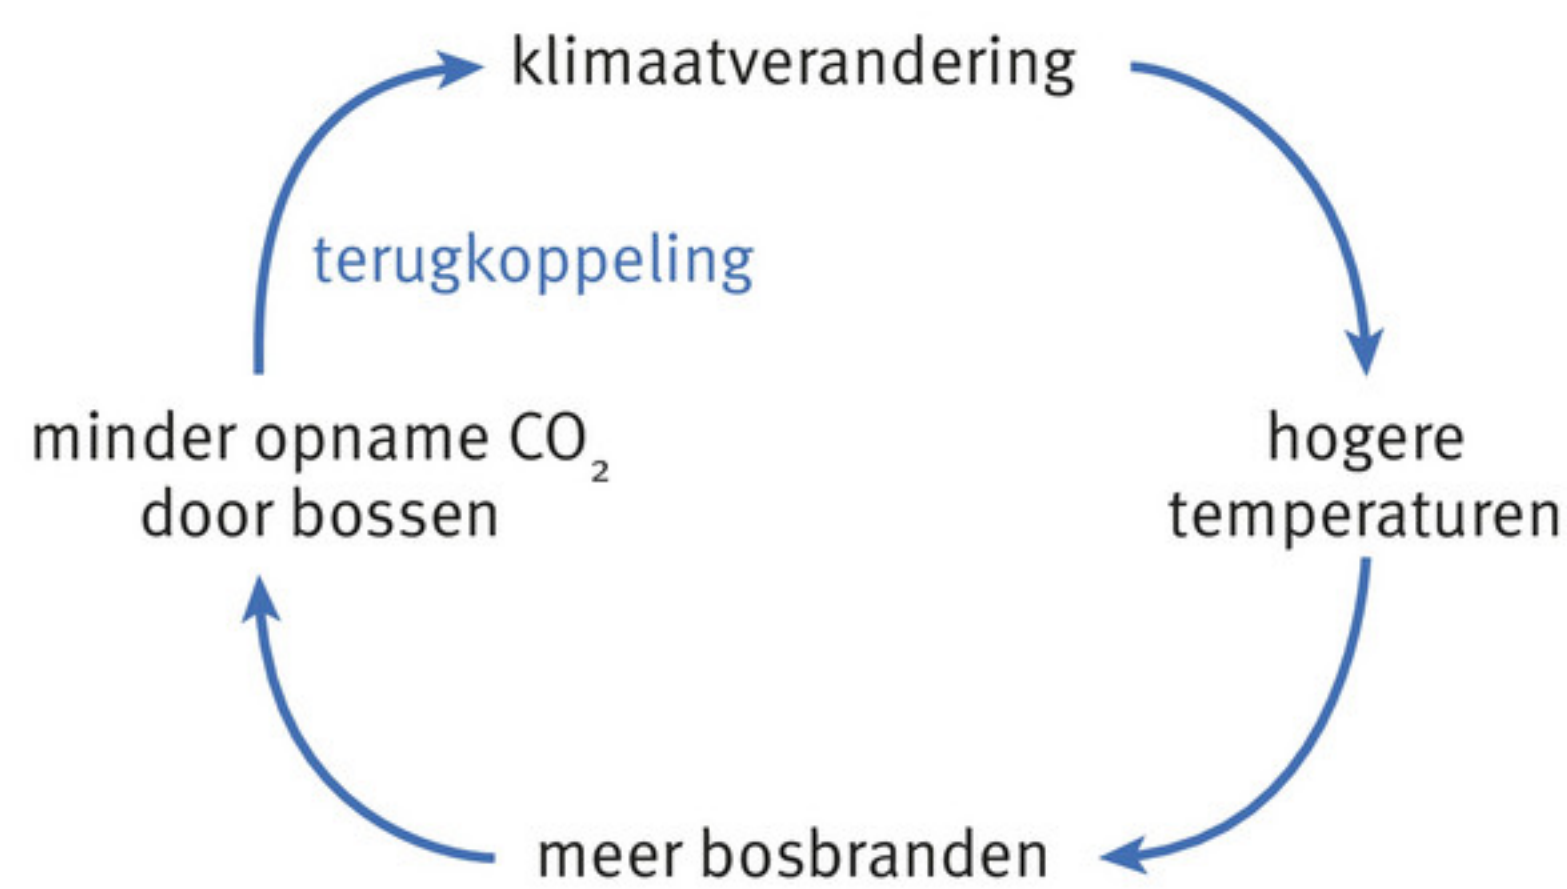 klimaatverandering
terugkoppeling
minder opname CO₂
door bossen
hogere
temperaturen
meer bosbranden